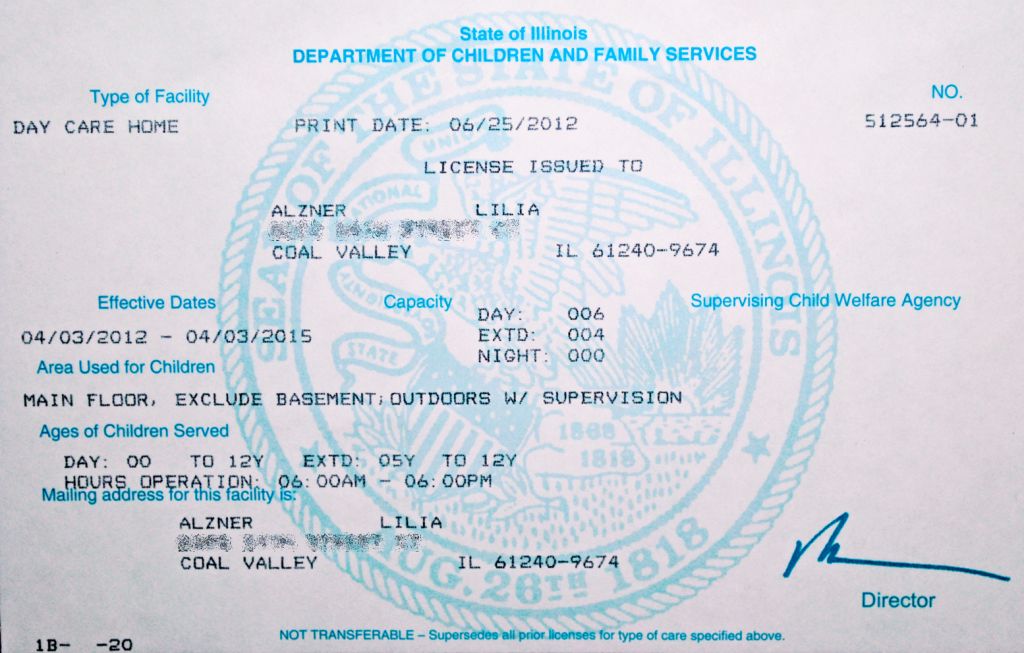 State of Illinois
DEPARTMENT OF CHILDREN AND FAMILY SERVICES
Type of Facility NO.
DAY CARE HOME PRINT DATE: 06/25/2012 512564-01
LICENSE ISSUED TO
ALZNER LILIA
COAL VALLEY IL 61240-9674
Effective Dates Capacity Supervising Child Welfare Agency
DAY: 006
04/03/2012 - 04/03/2015 EXTD: 004
NIGHT: 000
Area Used for Children
MAIN FLOOR, EXCLUDE BASEMENT;OUTDOORS W/ SUPERVISION
Ages of Children Served
DAY: 00 TO 12Y EXTD: 05Y TO 12Y
HOURS OPERATION: 06:00AM - 06:00PM
Mailing address for this facility is:
ALZNER LILIA
COAL VALLEY IL 61240-9674
Director
1B- -20
NOT TRANSFERABLE – Supersedes all prior licenses for type of care specified above.
SEAL OF THE STATE OF ILLINOIS
AUG. 26TH 1818
STATE
NATIONAL
UNION
1868
1818